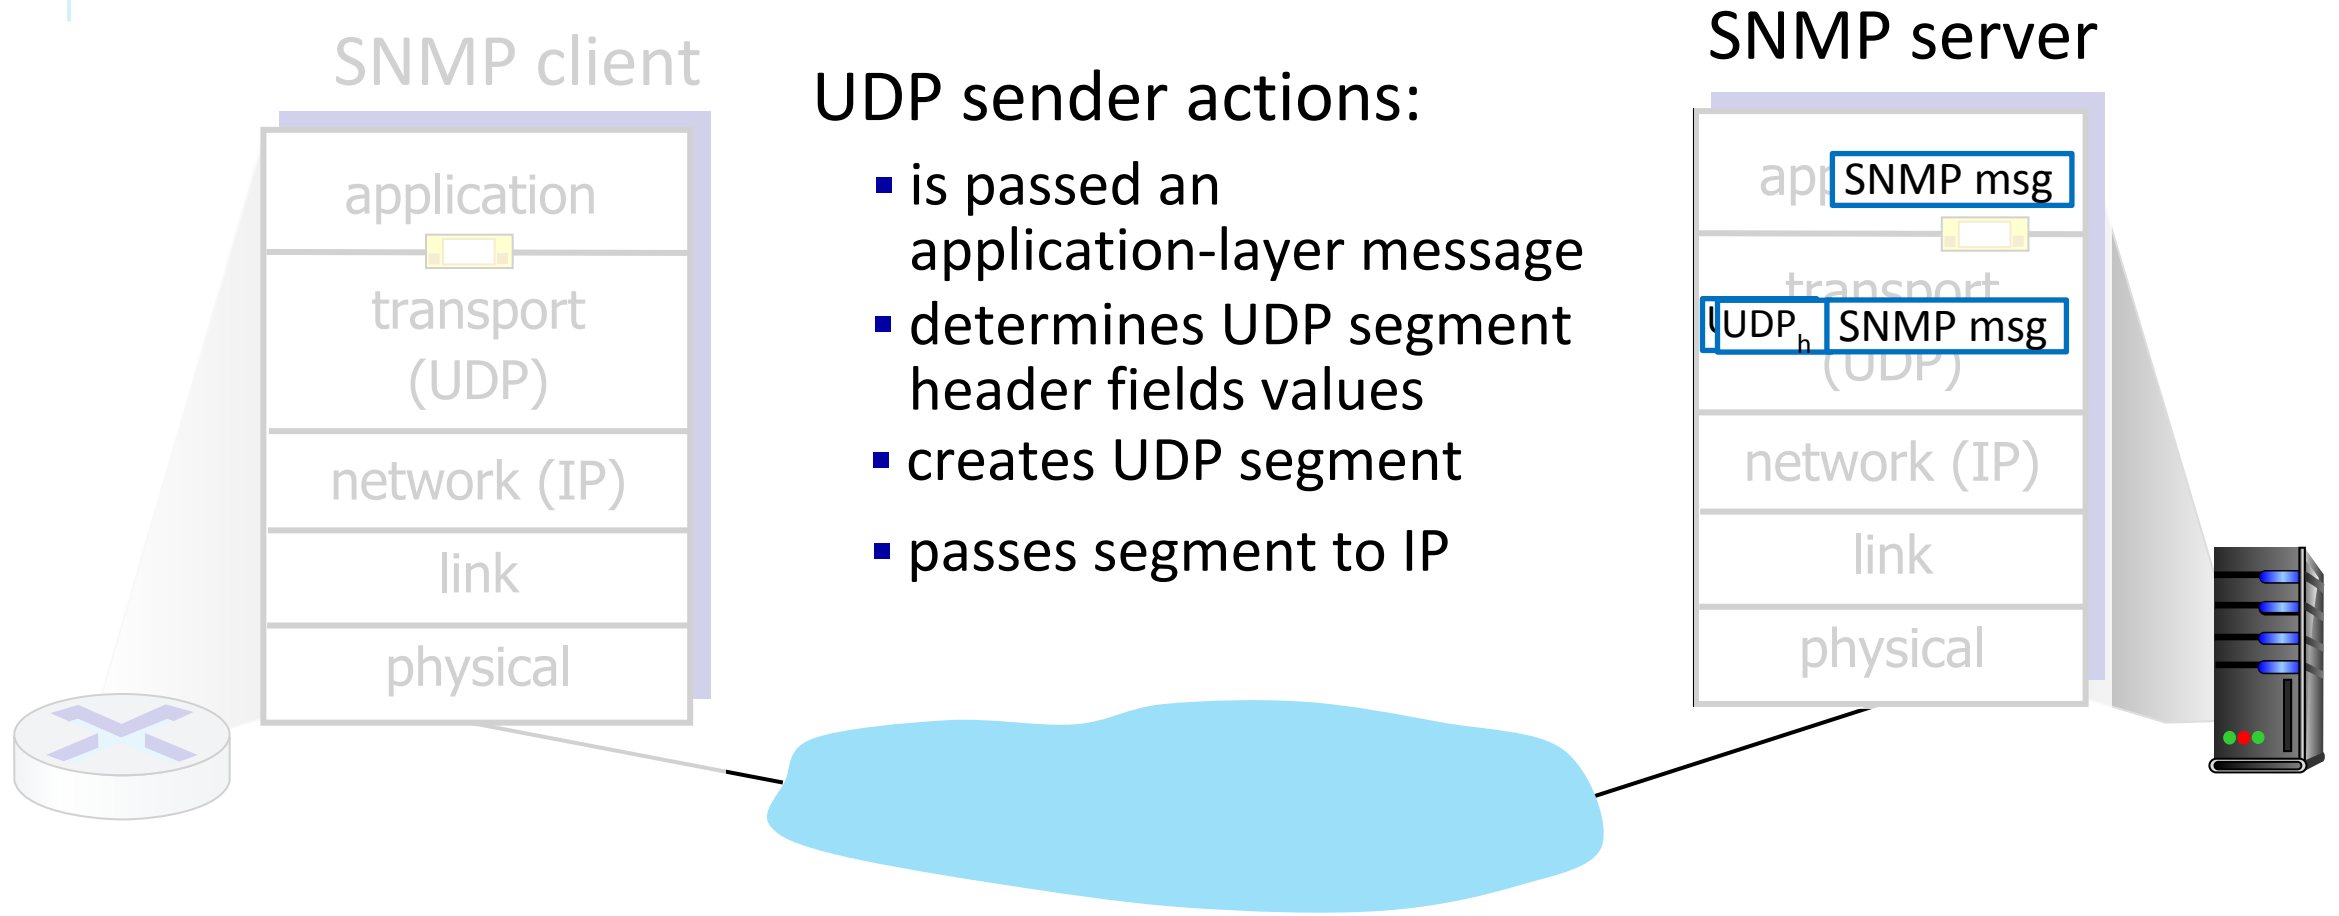 SNMP client
application
transport
(UDP)
network (IP)
link
physical
UDP sender actions:
is passed an
application-layer message
determines UDP segment
header fields values
creates UDP segment
passes segment to IP
SNMP server
SNMP msg
transport
UDPh SNMP msg
(UDP)
network (IP)
link
physical